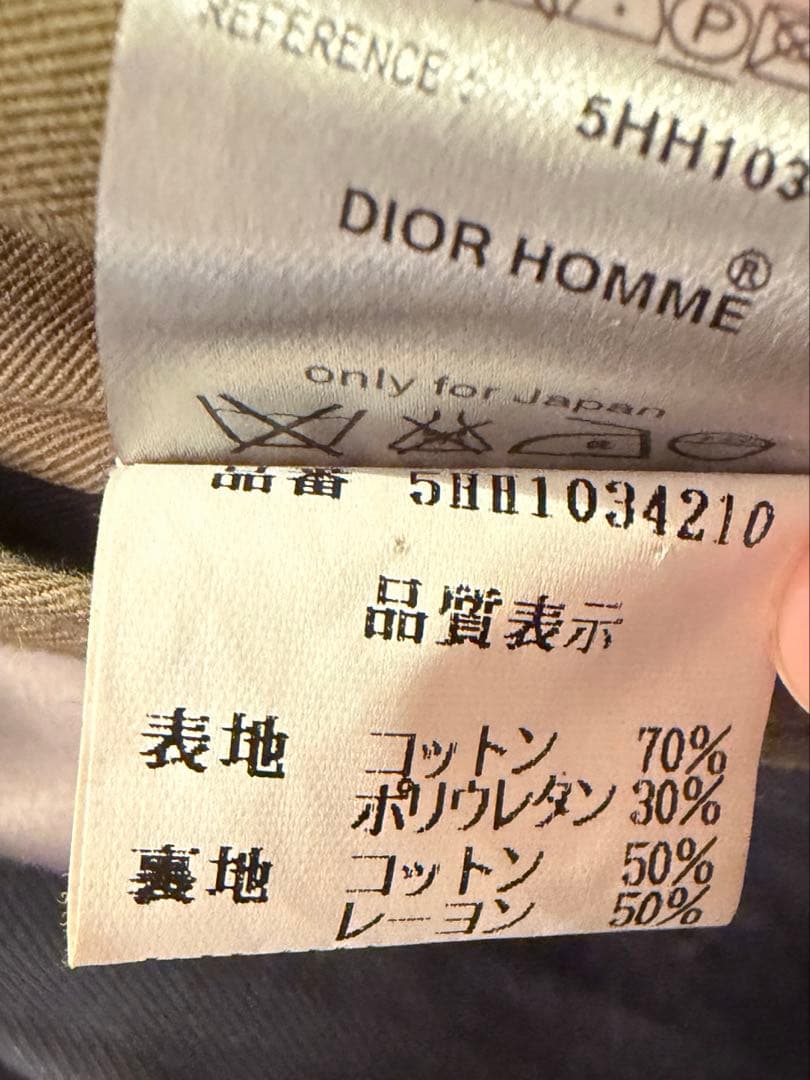 REFERENCE :
5HH103
DIOR HOMME®
only for Japan
品番 5HH1034210
品質表示
表地 コットン 70%
ポリウレタン 30%
裏地 コットン 50%
レーヨン 50%